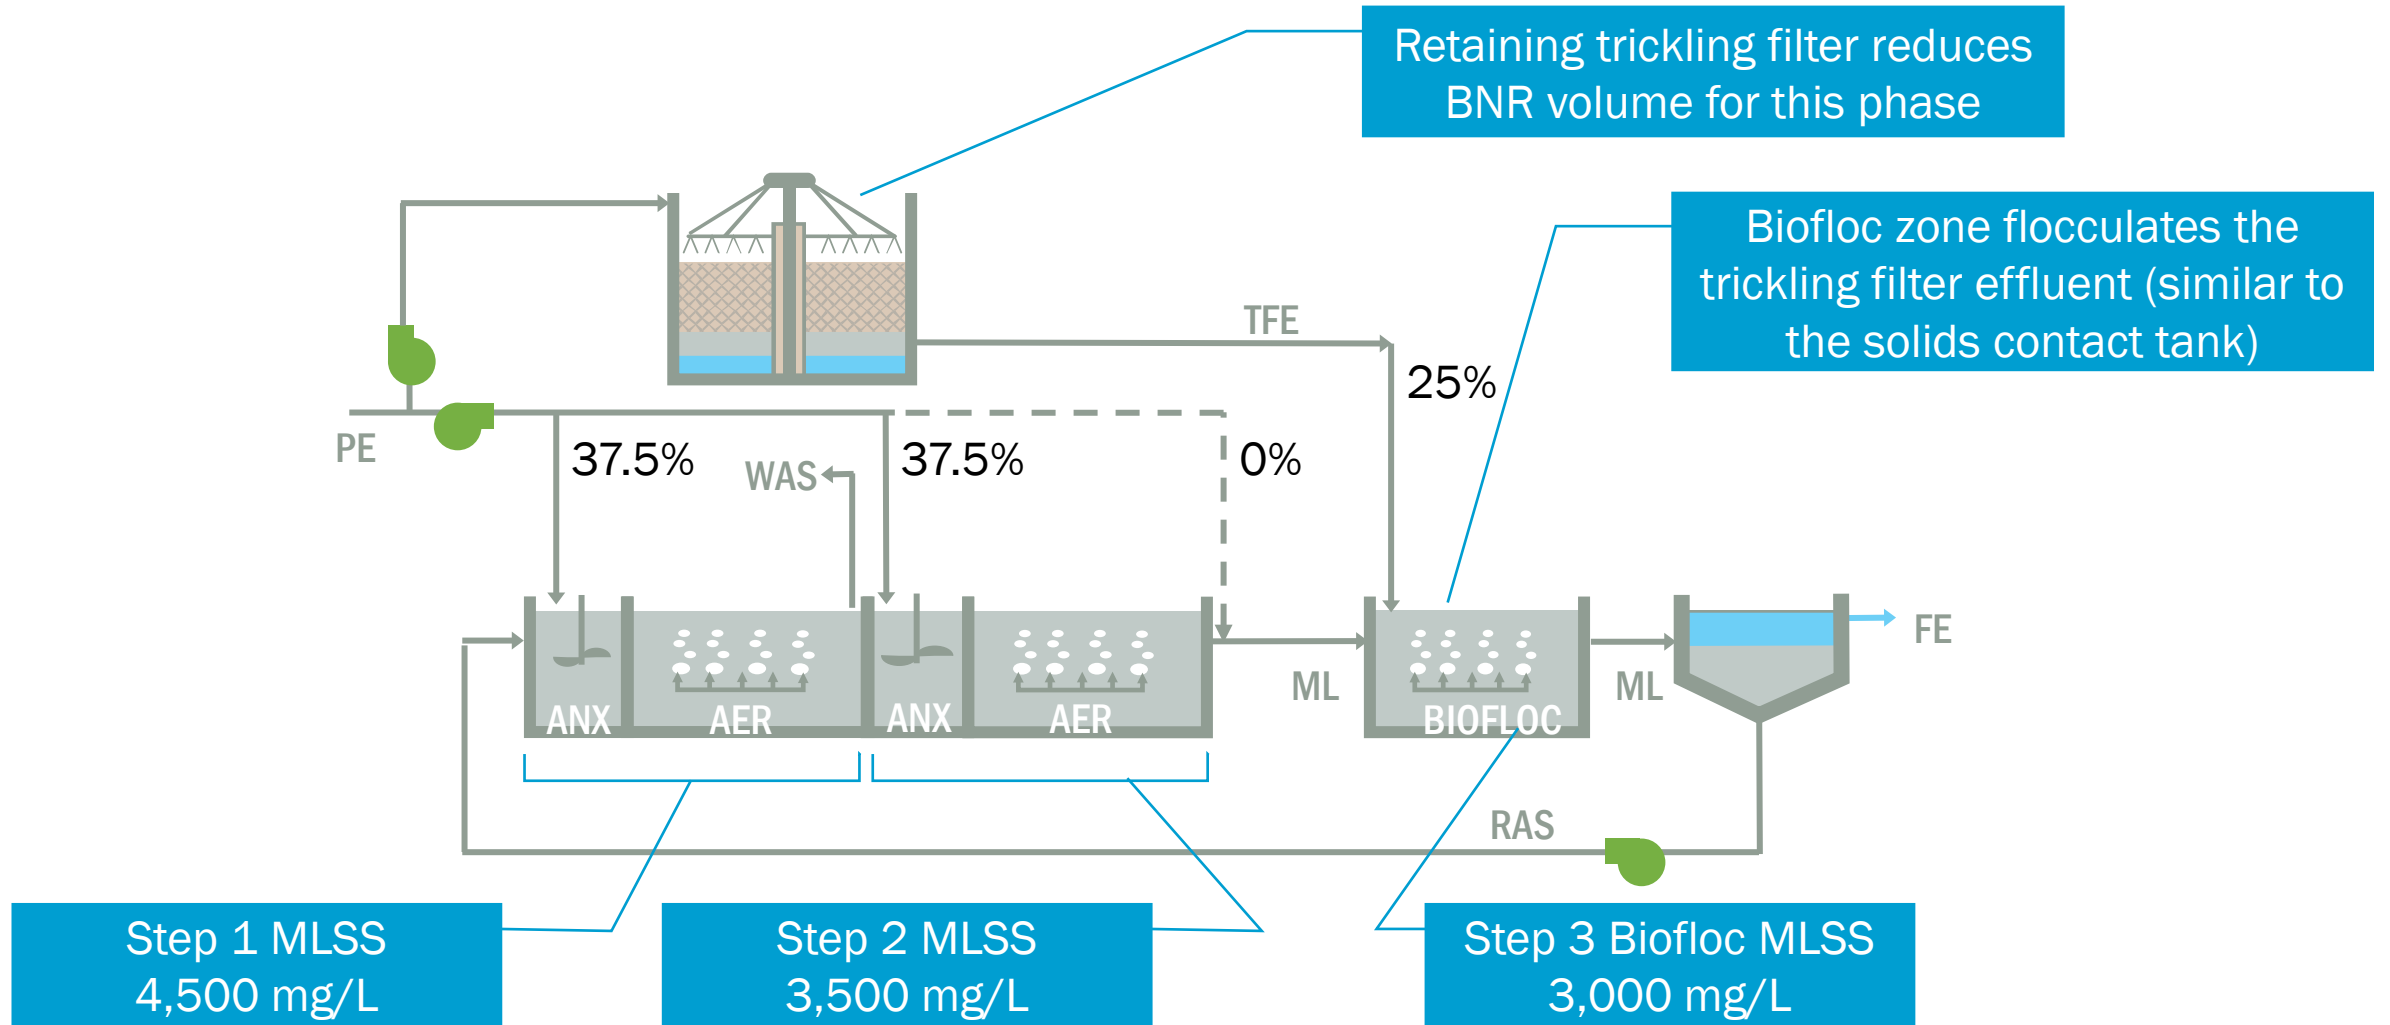 Retaining trickling filter reduces
BNR volume for this phase
Biofloc zone flocculates the
trickling filter effluent (similar to
the solids contact tank)
TFE
25%
PE
37.5%
WAS
37.5%
0%
FE
ML
ML
ANX
AER
ANX
AER
BIOFLOC
RAS
Step 1 MLSS
4,500 mg/L
Step 2 MLSS
3,500 mg/L
Step 3 Biofloc MLSS
3,000 mg/L